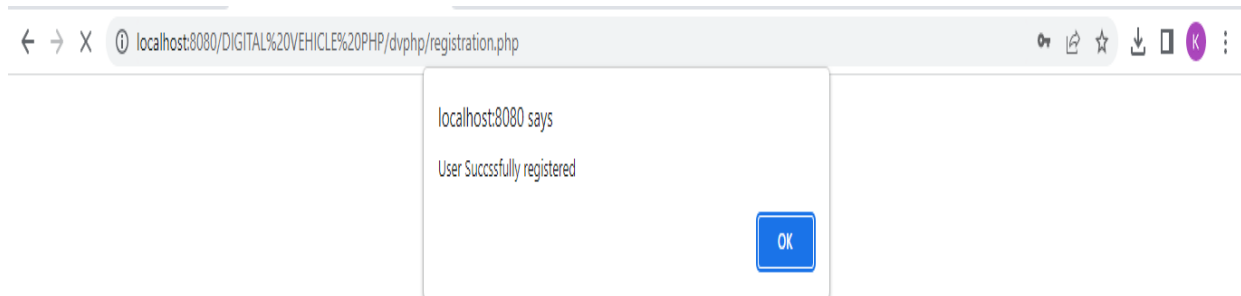 localhost:8080/DIGITAL%20VEHICLE%20PHP/dvphp/registration.php
K
localhost:8080 says
User Succssfully registered
OK